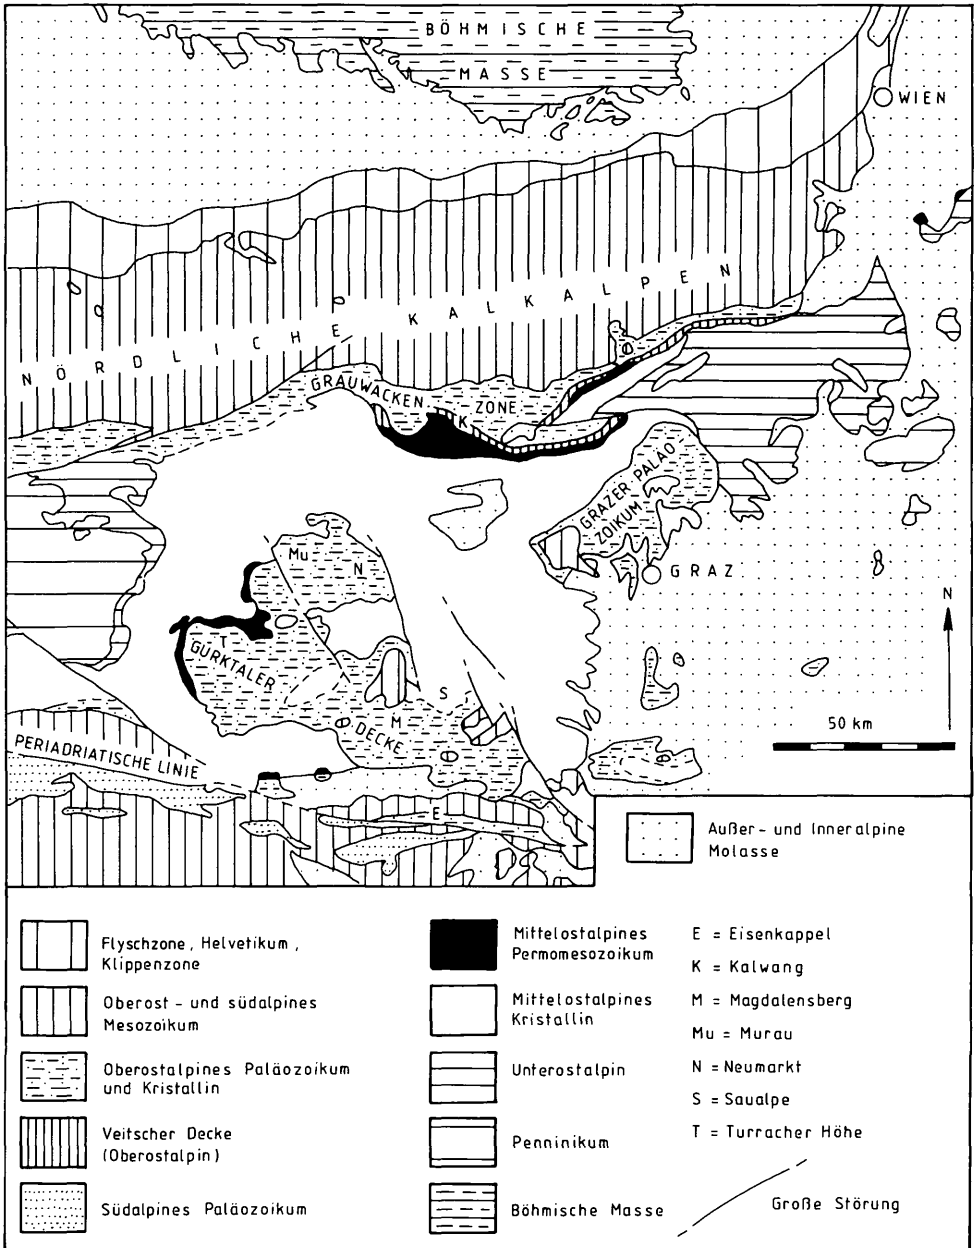 BÖHMISCHE
MASSE
WIEN
NÖRDLICHE KALKALPEN
GRAUWACKEN
ZONE
K
GRAZER PALÄO
ZOIKUM
GRAZ
Mu
N
N
T
GURKTALER
S
M
DECKE
50 km
PERIADRIATISCHE LINIE
E
Außer- und Inneralpine
Molasse
Flyschzone, Helvetikum,
Klippenzone
Oberost- und südalpines
Mesozoikum
Oberostalpines Paläozoikum
und Kristallin
Veitscher Decke
(Oberostalpin)
Südalpines Paläozoikum
Mittelostalpines
Permomesozoikum
Mittelostalpines
Kristallin
Unterostalpin
Penninikum
Böhmische Masse
E = Eisenkappel
K = Kalwang
M = Magdalensberg
Mu = Murau
N = Neumarkt
S = Saualpe
T = Turracher Höhe
Große Störung